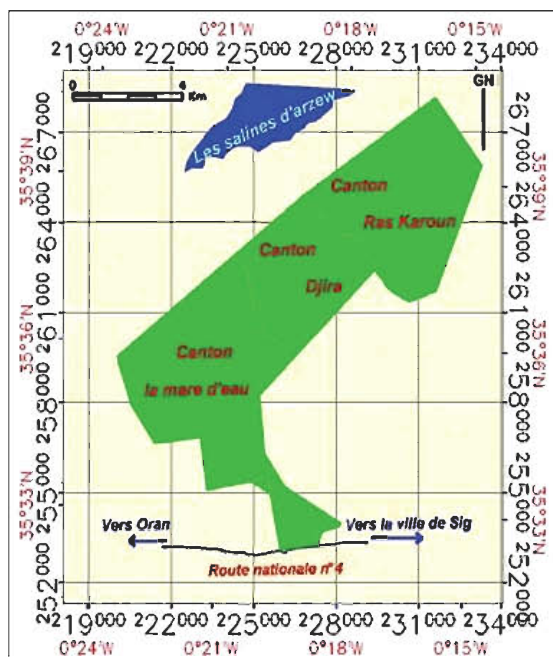 0°24'W 0°21'W 0°18'W 0°15'W
219000 222000 225000 228000 231000 234000
0 4
Km
GN
Les salines d'arzew
267000 267000
35°39'N 35°39'N
Canton
Ras Karoun
264000 264000
Canton
Djira
261000 261000
35°36'N 35°36'N
Canton
la mare d'eau
258000 258000
255000 255000
35°33'N 35°33'N
Vers Oran
Vers la ville de Sig
Route nationale n°4
252000 252000
219000 222000 225000 228000 231000 234000
0°24'W 0°21'W 0°18'W 0°15'W